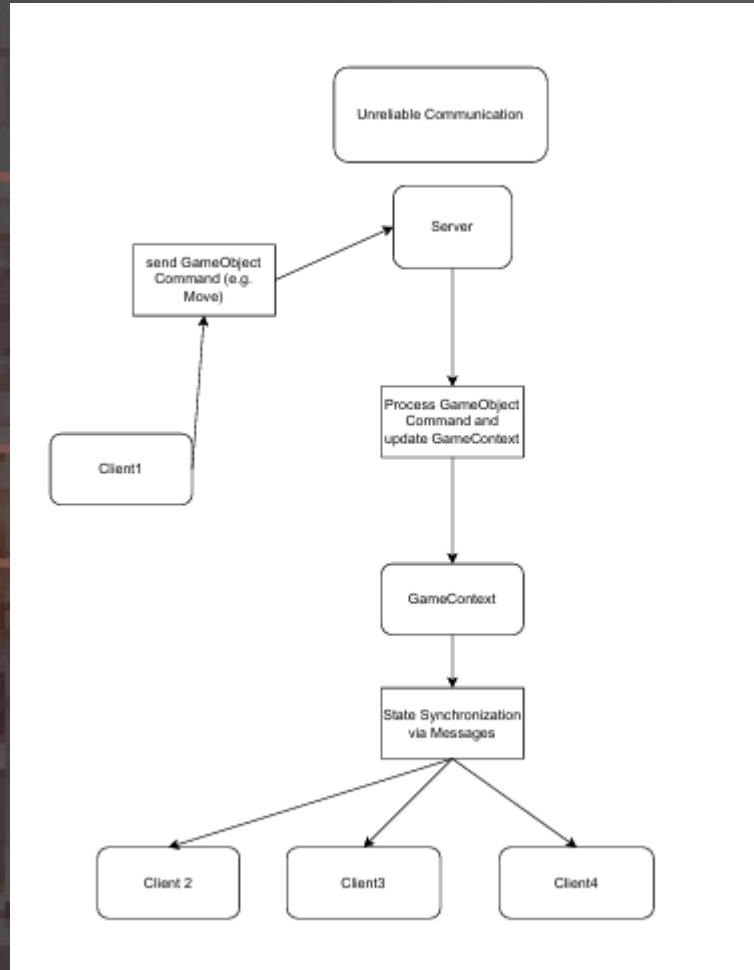 Unreliable Communication
Server
send GameObject
Command (e.g.
Move)
Process GameObject
Command and
update GameContext
Client1
GameContext
State Synchronization
via Messages
Client 2
Client3
Client4